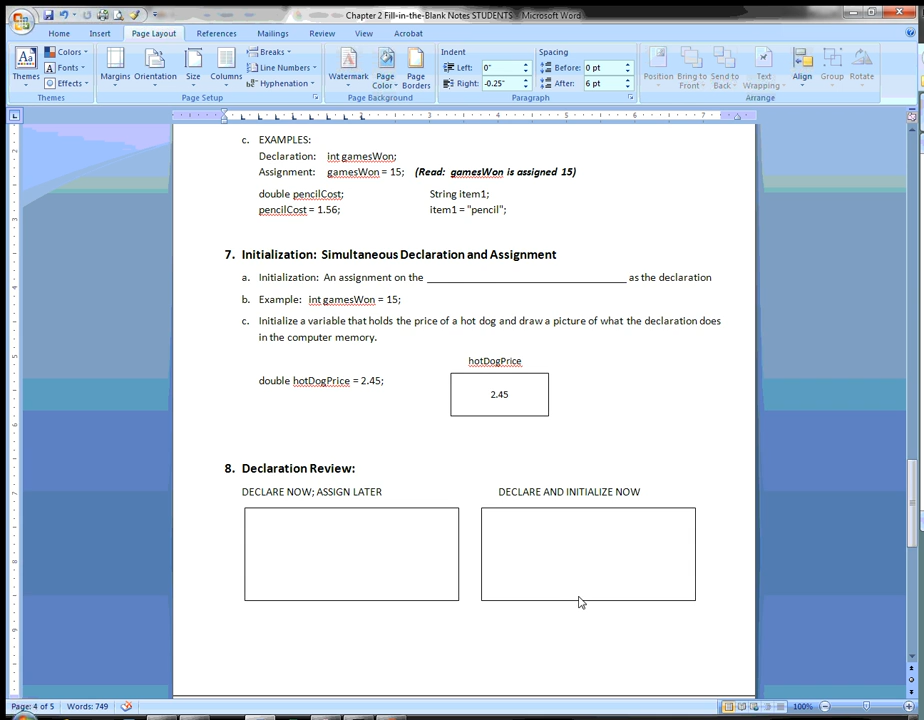 Chapter 2 Fill-in-the-Blank Notes STUDENTS - Microsoft Word
Home Insert Page Layout References Mailings Review View Acrobat
Themes Colors Fonts Effects
Margins Orientation Size Columns Breaks Line Numbers Hyphenation
Watermark Page Color Page Borders
Indent Left: 0" Right: -0.25"
Spacing Before: 0 pt After: 6 pt
Position Bring to Front Send to Back Text Wrapping Align Group Rotate
Themes Page Setup Page Background Paragraph Arrange
c. EXAMPLES:
Declaration: int gamesWon;
Assignment: gamesWon = 15; (Read: gamesWon is assigned 15)
double pencilCost; String item1;
pencilCost = 1.56; item1 = "pencil";
7. Initialization: Simultaneous Declaration and Assignment
a. Initialization: An assignment on the ______________________________ as the declaration
b. Example: int gamesWon = 15;
c. Initialize a variable that holds the price of a hot dog and draw a picture of what the declaration does
in the computer memory.
hotDogPrice
double hotDogPrice = 2.45;
2.45
8. Declaration Review:
DECLARE NOW; ASSIGN LATER DECLARE AND INITIALIZE NOW
Page: 4 of 5 Words: 749 100%